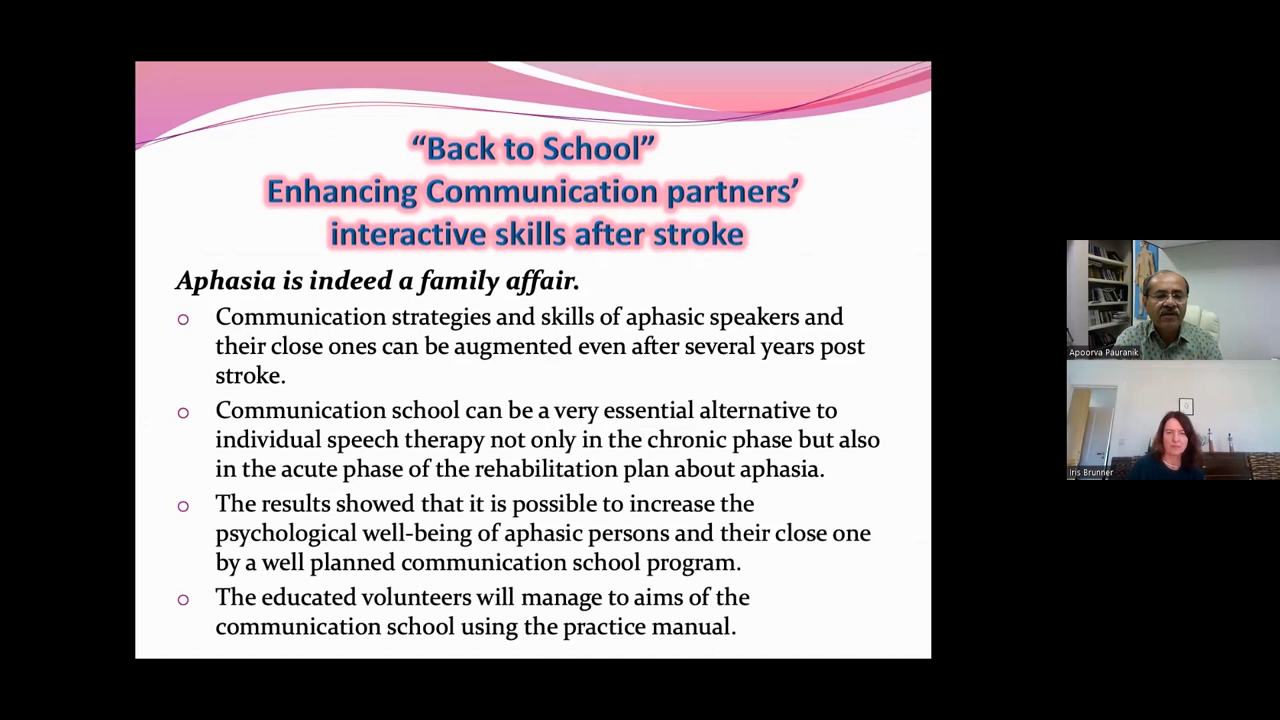 “Back to School”
Enhancing Communication partners’
interactive skills after stroke
Aphasia is indeed a family affair.
Communication strategies and skills of aphasic speakers and
their close ones can be augmented even after several years post
stroke.
Communication school can be a very essential alternative to
individual speech therapy not only in the chronic phase but also
in the acute phase of the rehabilitation plan about aphasia.
The results showed that it is possible to increase the
psychological well-being of aphasic persons and their close one
by a well planned communication school program.
The educated volunteers will manage to aims of the
communication school using the practice manual.
Apoorva Pauranik
Iris Brunner